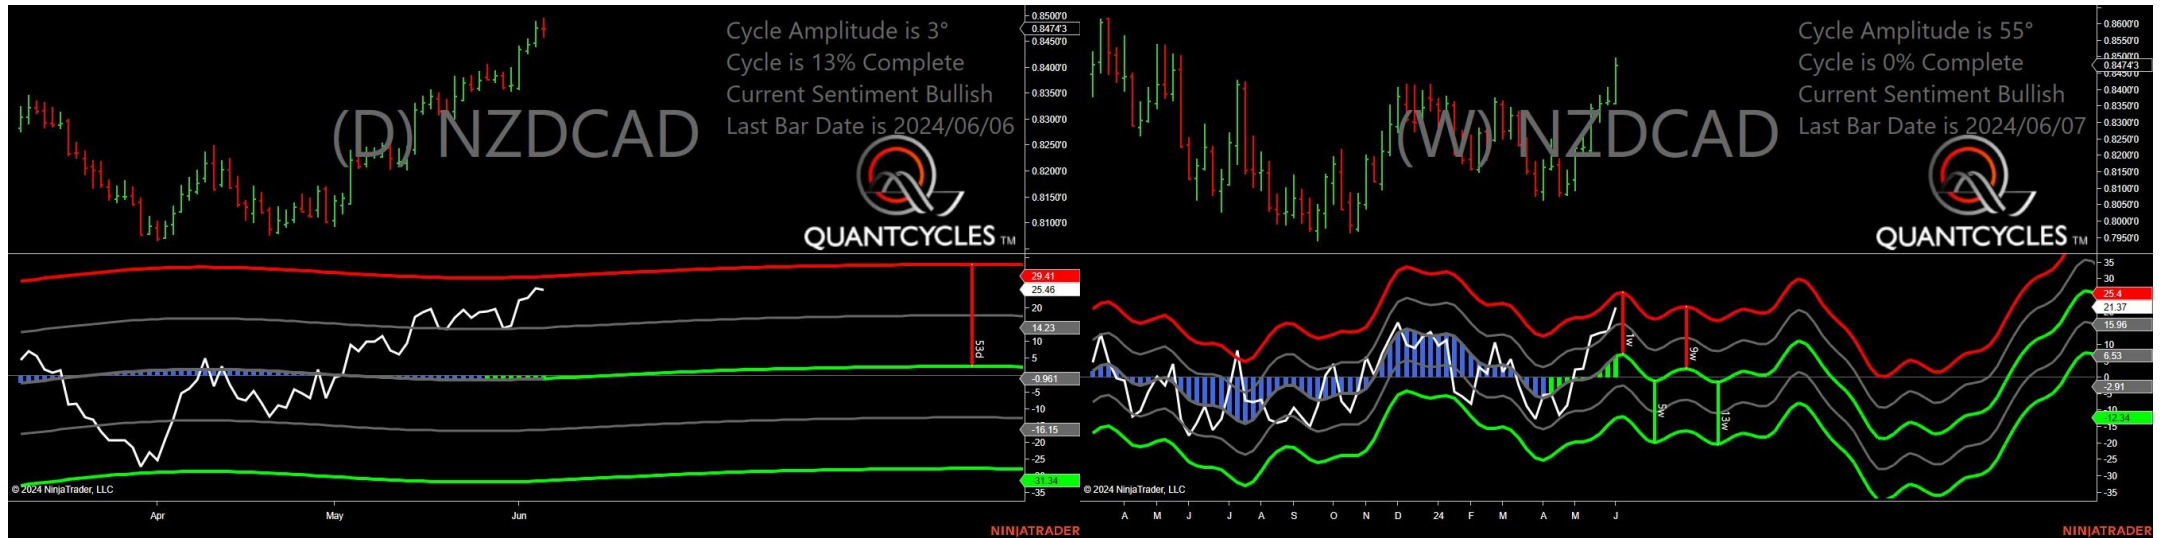 Cycle Amplitude is 3°
Cycle is 13% Complete
Current Sentiment Bullish
Last Bar Date is 2024/06/06
(D) NZDCAD
QUANTCYCLES TM
0.8500'0
0.8474'3
0.8450'0
0.8400'0
0.8350'0
0.8300'0
0.8250'0
0.8200'0
0.8150'0
0.8100'0
29.41
25.46
20
14.23
10
5
-0.961
-5
-10
-16.15
-20
-25
-31.34
-35
53d
© 2024 NinjaTrader, LLC
Apr May Jun
NINJATRADER
Cycle Amplitude is 55°
Cycle is 0% Complete
Current Sentiment Bullish
Last Bar Date is 2024/06/07
(W) NZDCAD
QUANTCYCLES TM
0.8600'0
0.8550'0
0.8500'0
0.8474'3
0.8450'0
0.8400'0
0.8350'0
0.8300'0
0.8250'0
0.8200'0
0.8150'0
0.8100'0
0.8050'0
0.8000'0
0.7950'0
35
30
25.4
21.37
15.96
10
6.53
0
-2.91
-5
-12.34
-15
-20
-25
-30
-35
1w
9w
5w
13w
© 2024 NinjaTrader, LLC
A M J J A S O N D 24 F M A M J
NINJATRADER